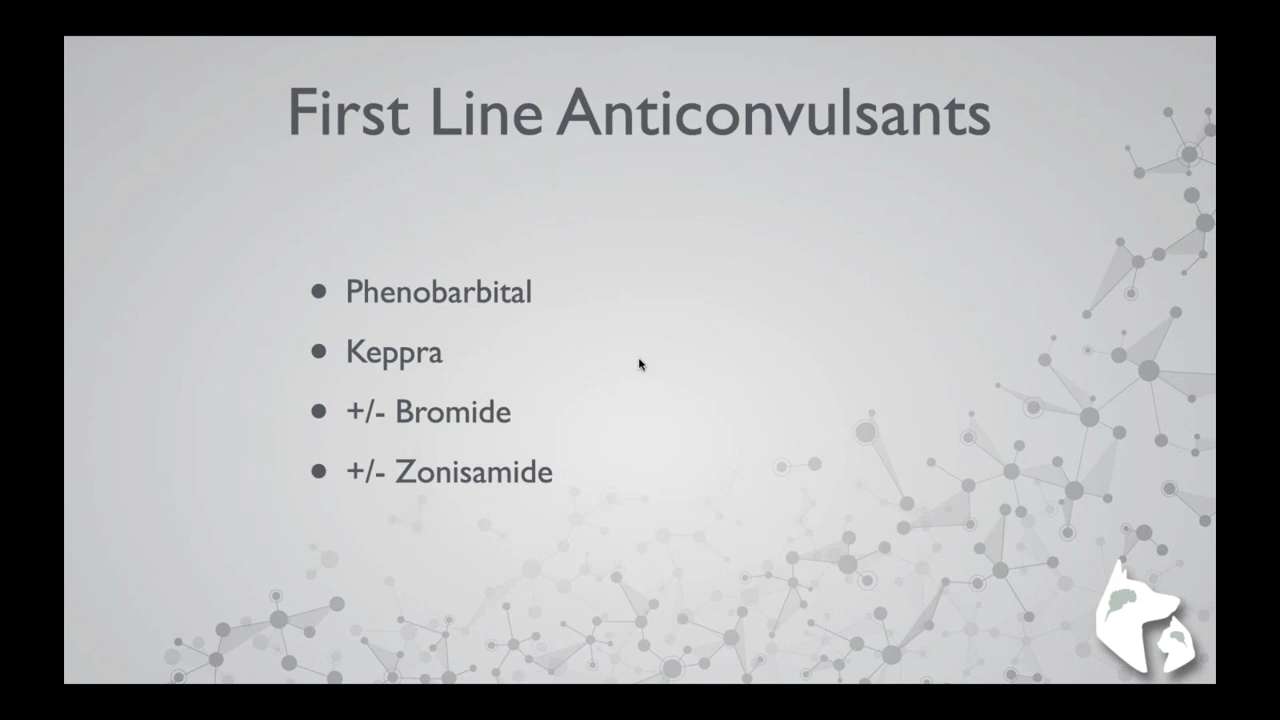 First Line Anticonvulsants
• Phenobarbital
• Keppra
• +/- Bromide
• +/- Zonisamide